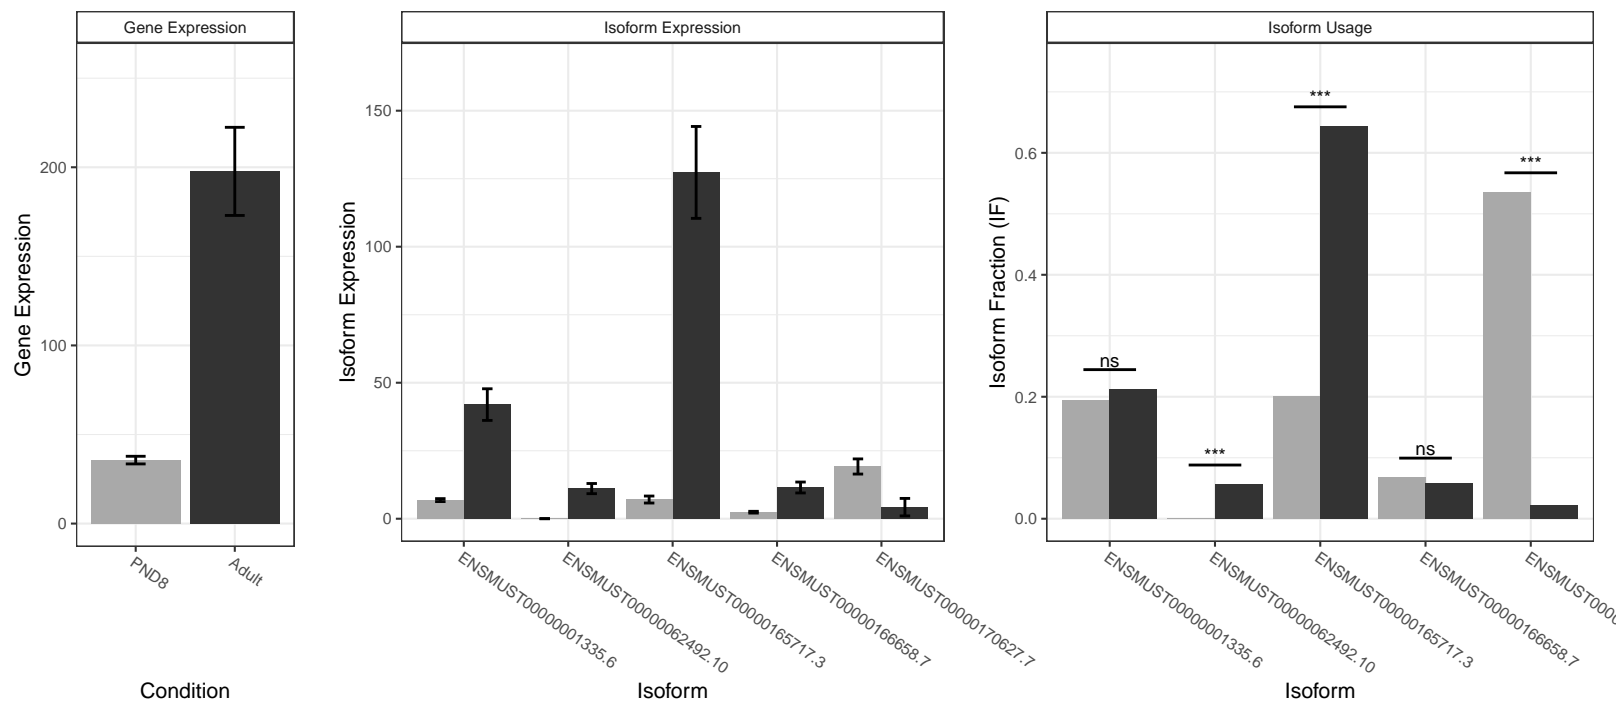 Gene Expression
Gene Expression
0
100
200
PND8
Adult
Condition
Isoform Expression
Isoform Expression
0
50
100
150
ENSMUST00000001335.6
ENSMUST00000062492.10
ENSMUST00000165717.3
ENSMUST00000166658.7
ENSMUST00000170627.7
Isoform
Isoform Usage
Isoform Fraction (IF)
0.0
0.2
0.4
0.6
ns
***
***
ns
***
ENSMUST00000001335.6
ENSMUST00000062492.10
ENSMUST00000165717.3
ENSMUST00000166658.7
Isoform